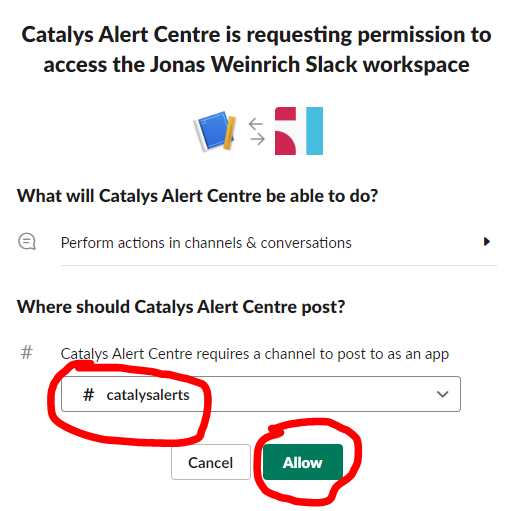 Catalys Alert Centre is requesting permission to
access the Jonas Weinrich Slack workspace
What will Catalys Alert Centre be able to do?
Perform actions in channels & conversations
Where should Catalys Alert Centre post?
# Catalys Alert Centre requires a channel to post to as an app
# catalysalerts
Cancel Allow